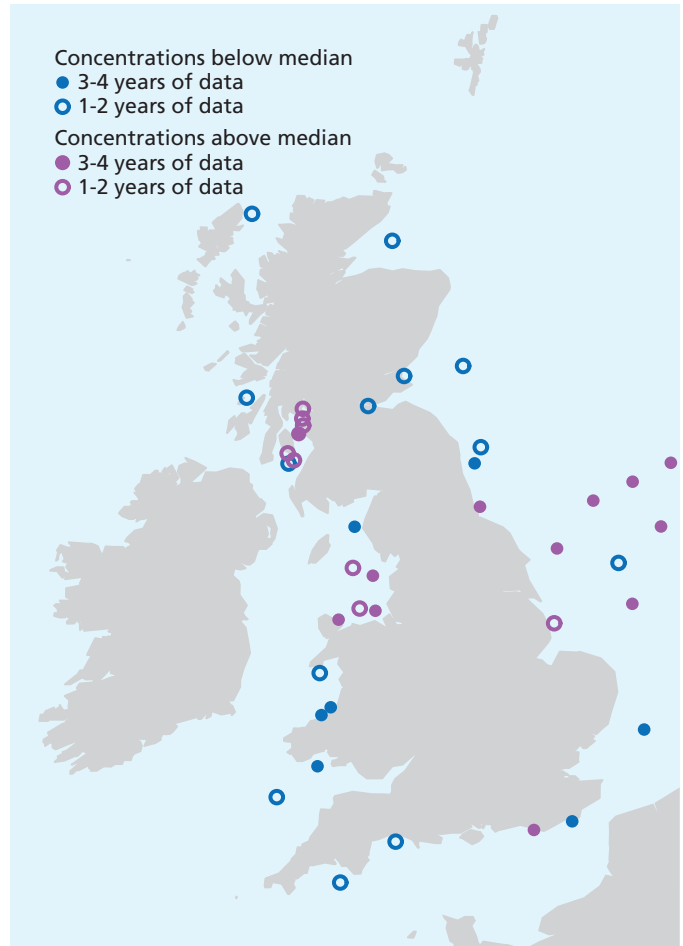 Concentrations below median
3-4 years of data
1-2 years of data
Concentrations above median
3-4 years of data
1-2 years of data